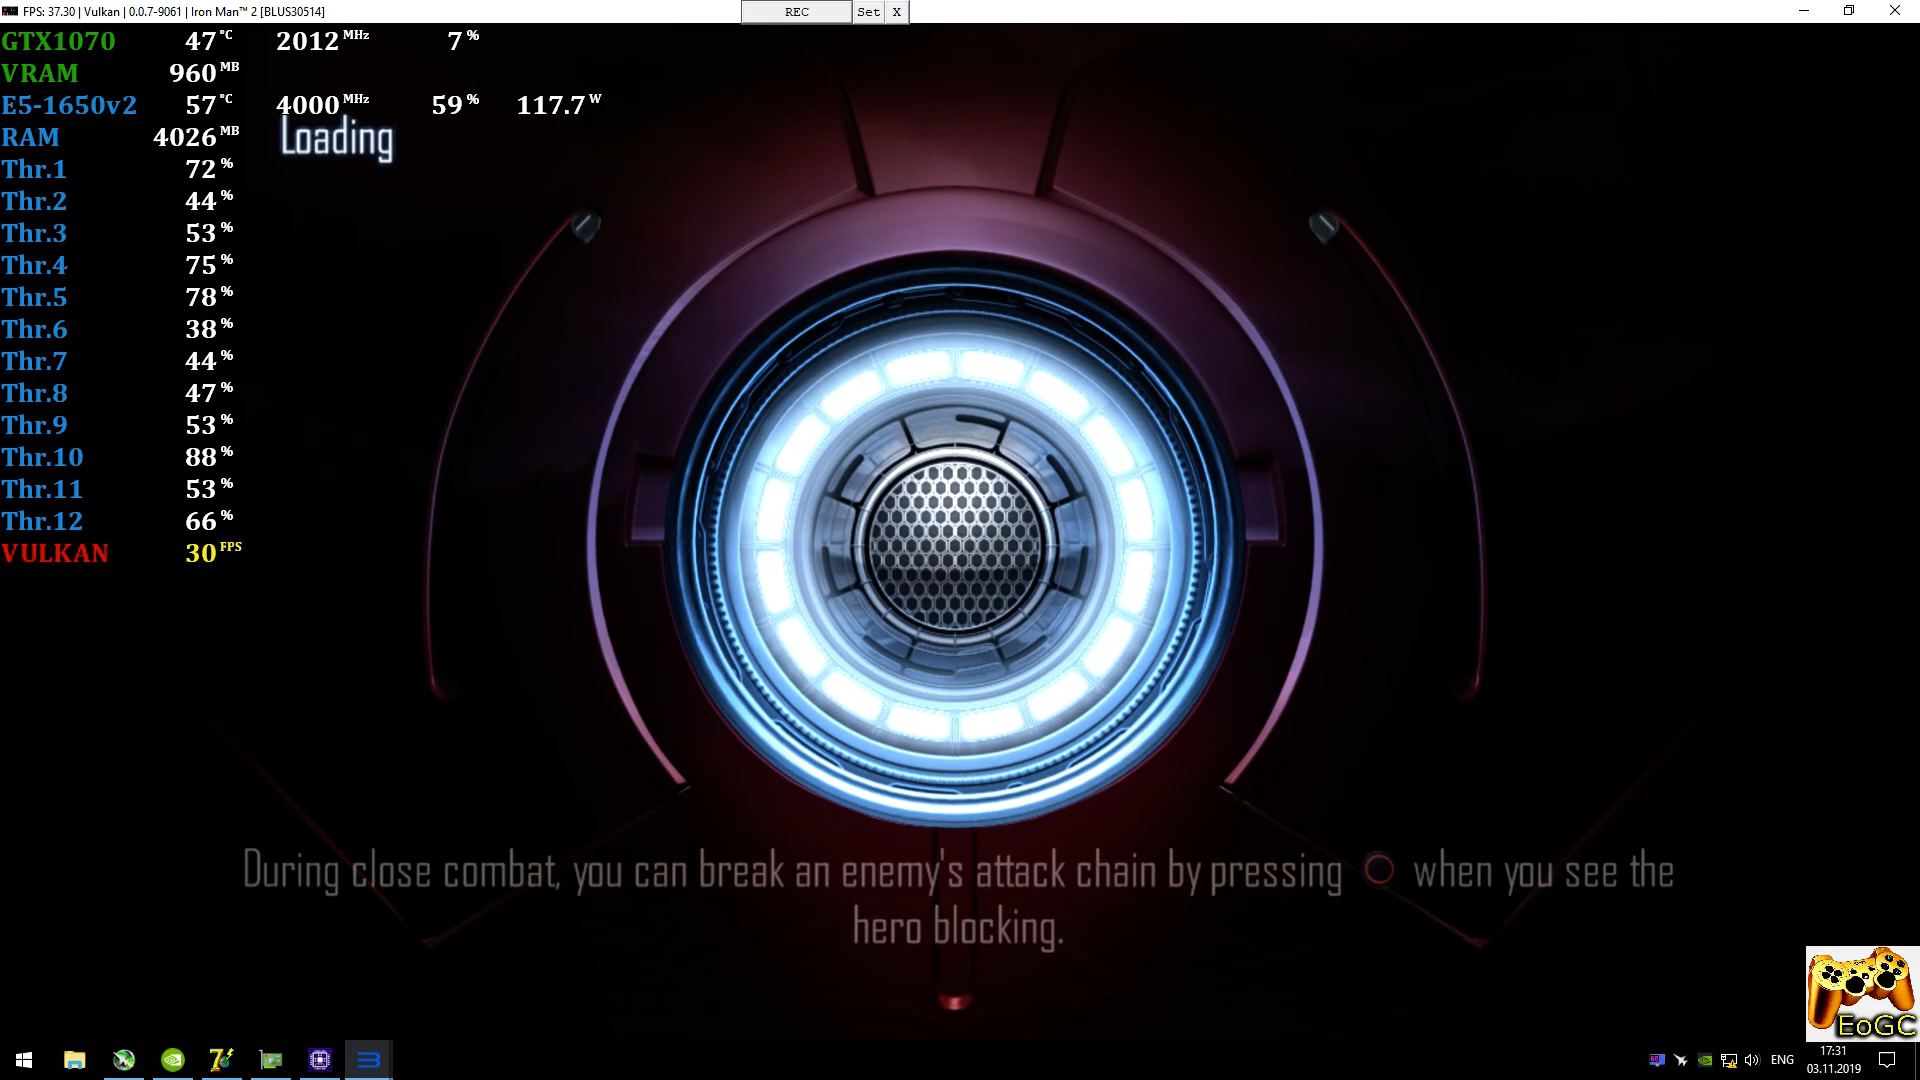 FPS: 37.30 | Vulkan | 0.0.7-9061 | Iron Man™ 2 [BLUS30514]
REC Set X
GTX1070 47 °C 2012 MHz 7 %
VRAM 960 MB
E5-1650v2 57 °C 4000 MHz 59 % 117.7 W
RAM 4026 MB
Loading
Thr.1 72 %
Thr.2 44 %
Thr.3 53 %
Thr.4 75 %
Thr.5 78 %
Thr.6 38 %
Thr.7 44 %
Thr.8 47 %
Thr.9 53 %
Thr.10 88 %
Thr.11 53 %
Thr.12 66 %
VULKAN 30 FPS
During close combat, you can break an enemy's attack chain by pressing when you see the
hero blocking.
EoGC
ENG 17:31
03.11.2019